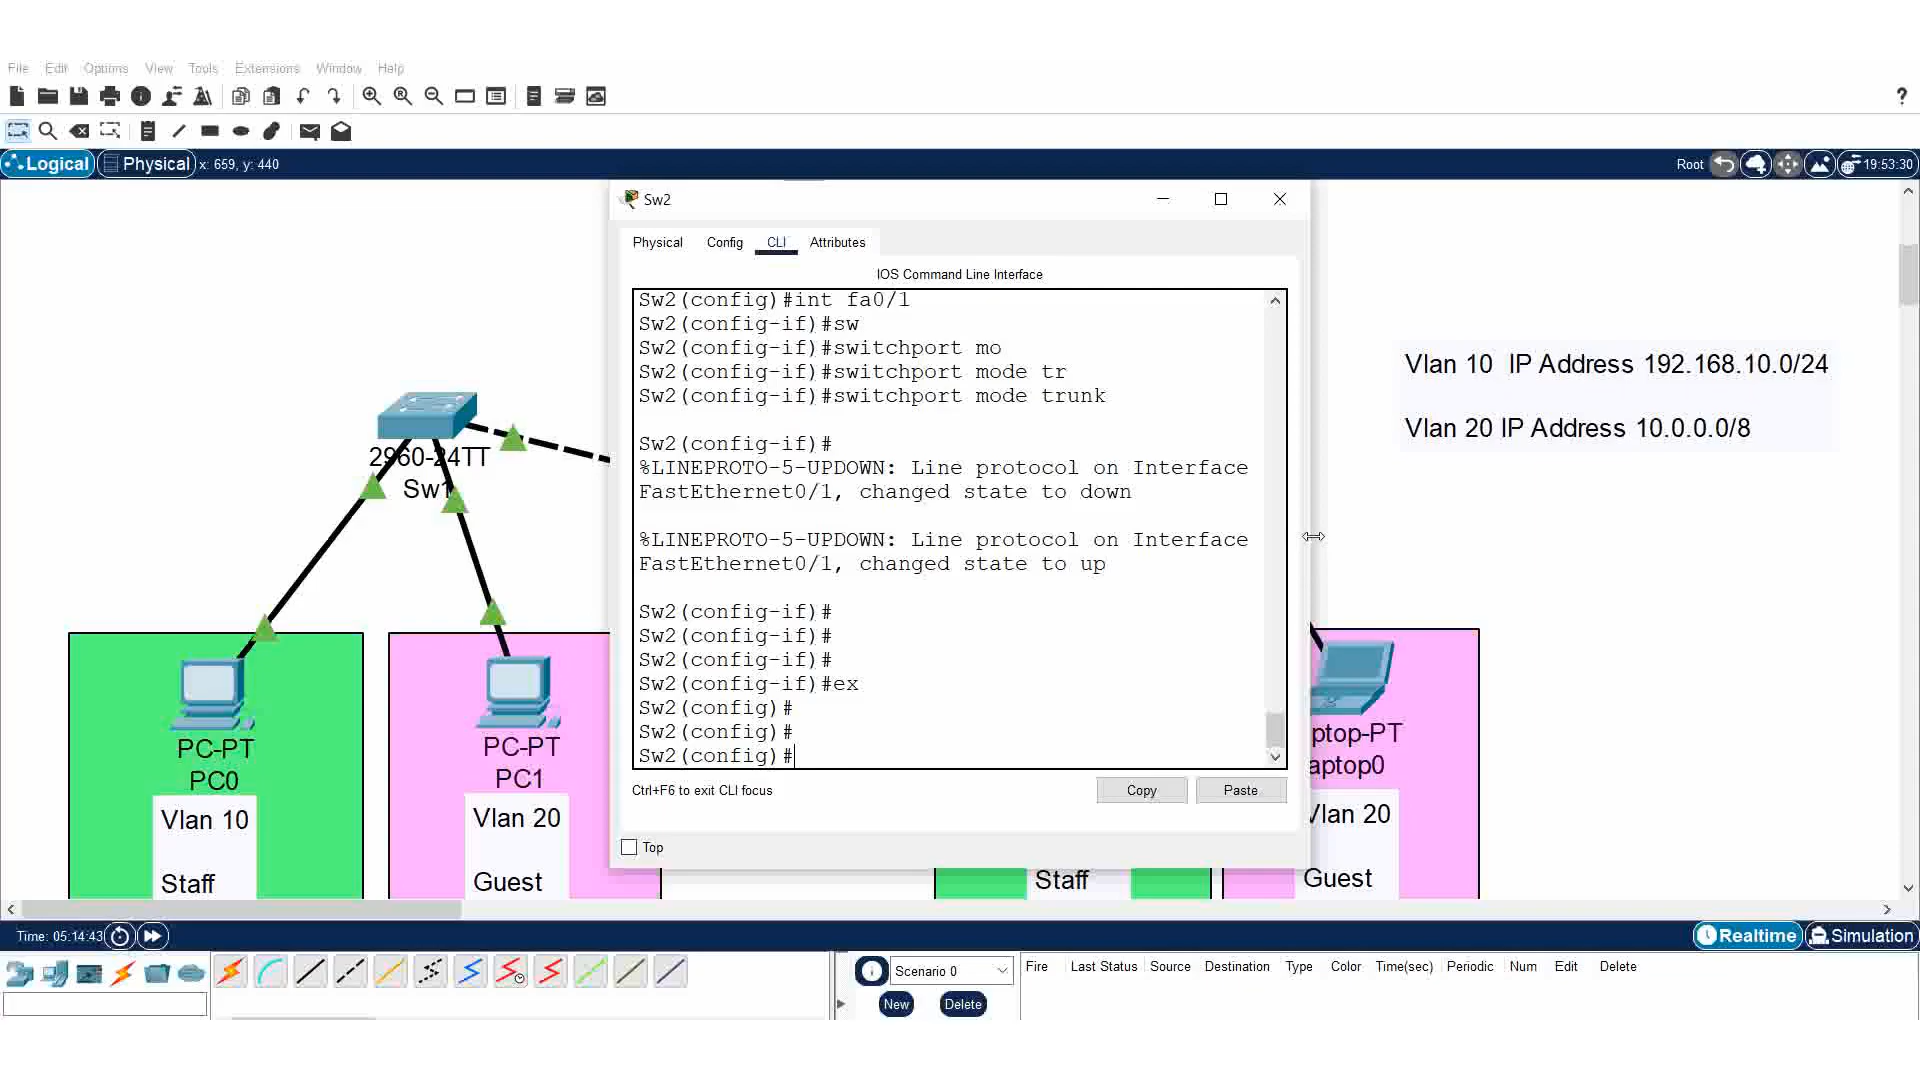 File Edit Options View Tools Extensions Window Help
?
Logical Physical x: 659, y: 440
Root 19:53:30
Sw2
Physical Config CLI Attributes
IOS Command Line Interface
Sw2(config)#int fa0/1
Sw2(config-if)#sw
Sw2(config-if)#switchport mo
Sw2(config-if)#switchport mode tr
Sw2(config-if)#switchport mode trunk
Sw2(config-if)#
%LINEPROTO-5-UPDOWN: Line protocol on Interface
FastEthernet0/1, changed state to down
%LINEPROTO-5-UPDOWN: Line protocol on Interface
FastEthernet0/1, changed state to up
Sw2(config-if)#
Sw2(config-if)#
Sw2(config-if)#
Sw2(config-if)#ex
Sw2(config)#
Sw2(config)#
Sw2(config)#
Ctrl+F6 to exit CLI focus
Copy Paste
Top
Vlan 10 IP Address 192.168.10.0/24
Vlan 20 IP Address 10.0.0.0/8
2960-24TT
Sw1
PC-PT
PC0
Vlan 10
Staff
PC-PT
PC1
Vlan 20
Guest
Staff
ptop-PT
aptop0
Vlan 20
Guest
Time: 05:14:43
Realtime Simulation
Scenario 0
New Delete
Fire Last Status Source Destination Type Color Time(sec) Periodic Num Edit Delete